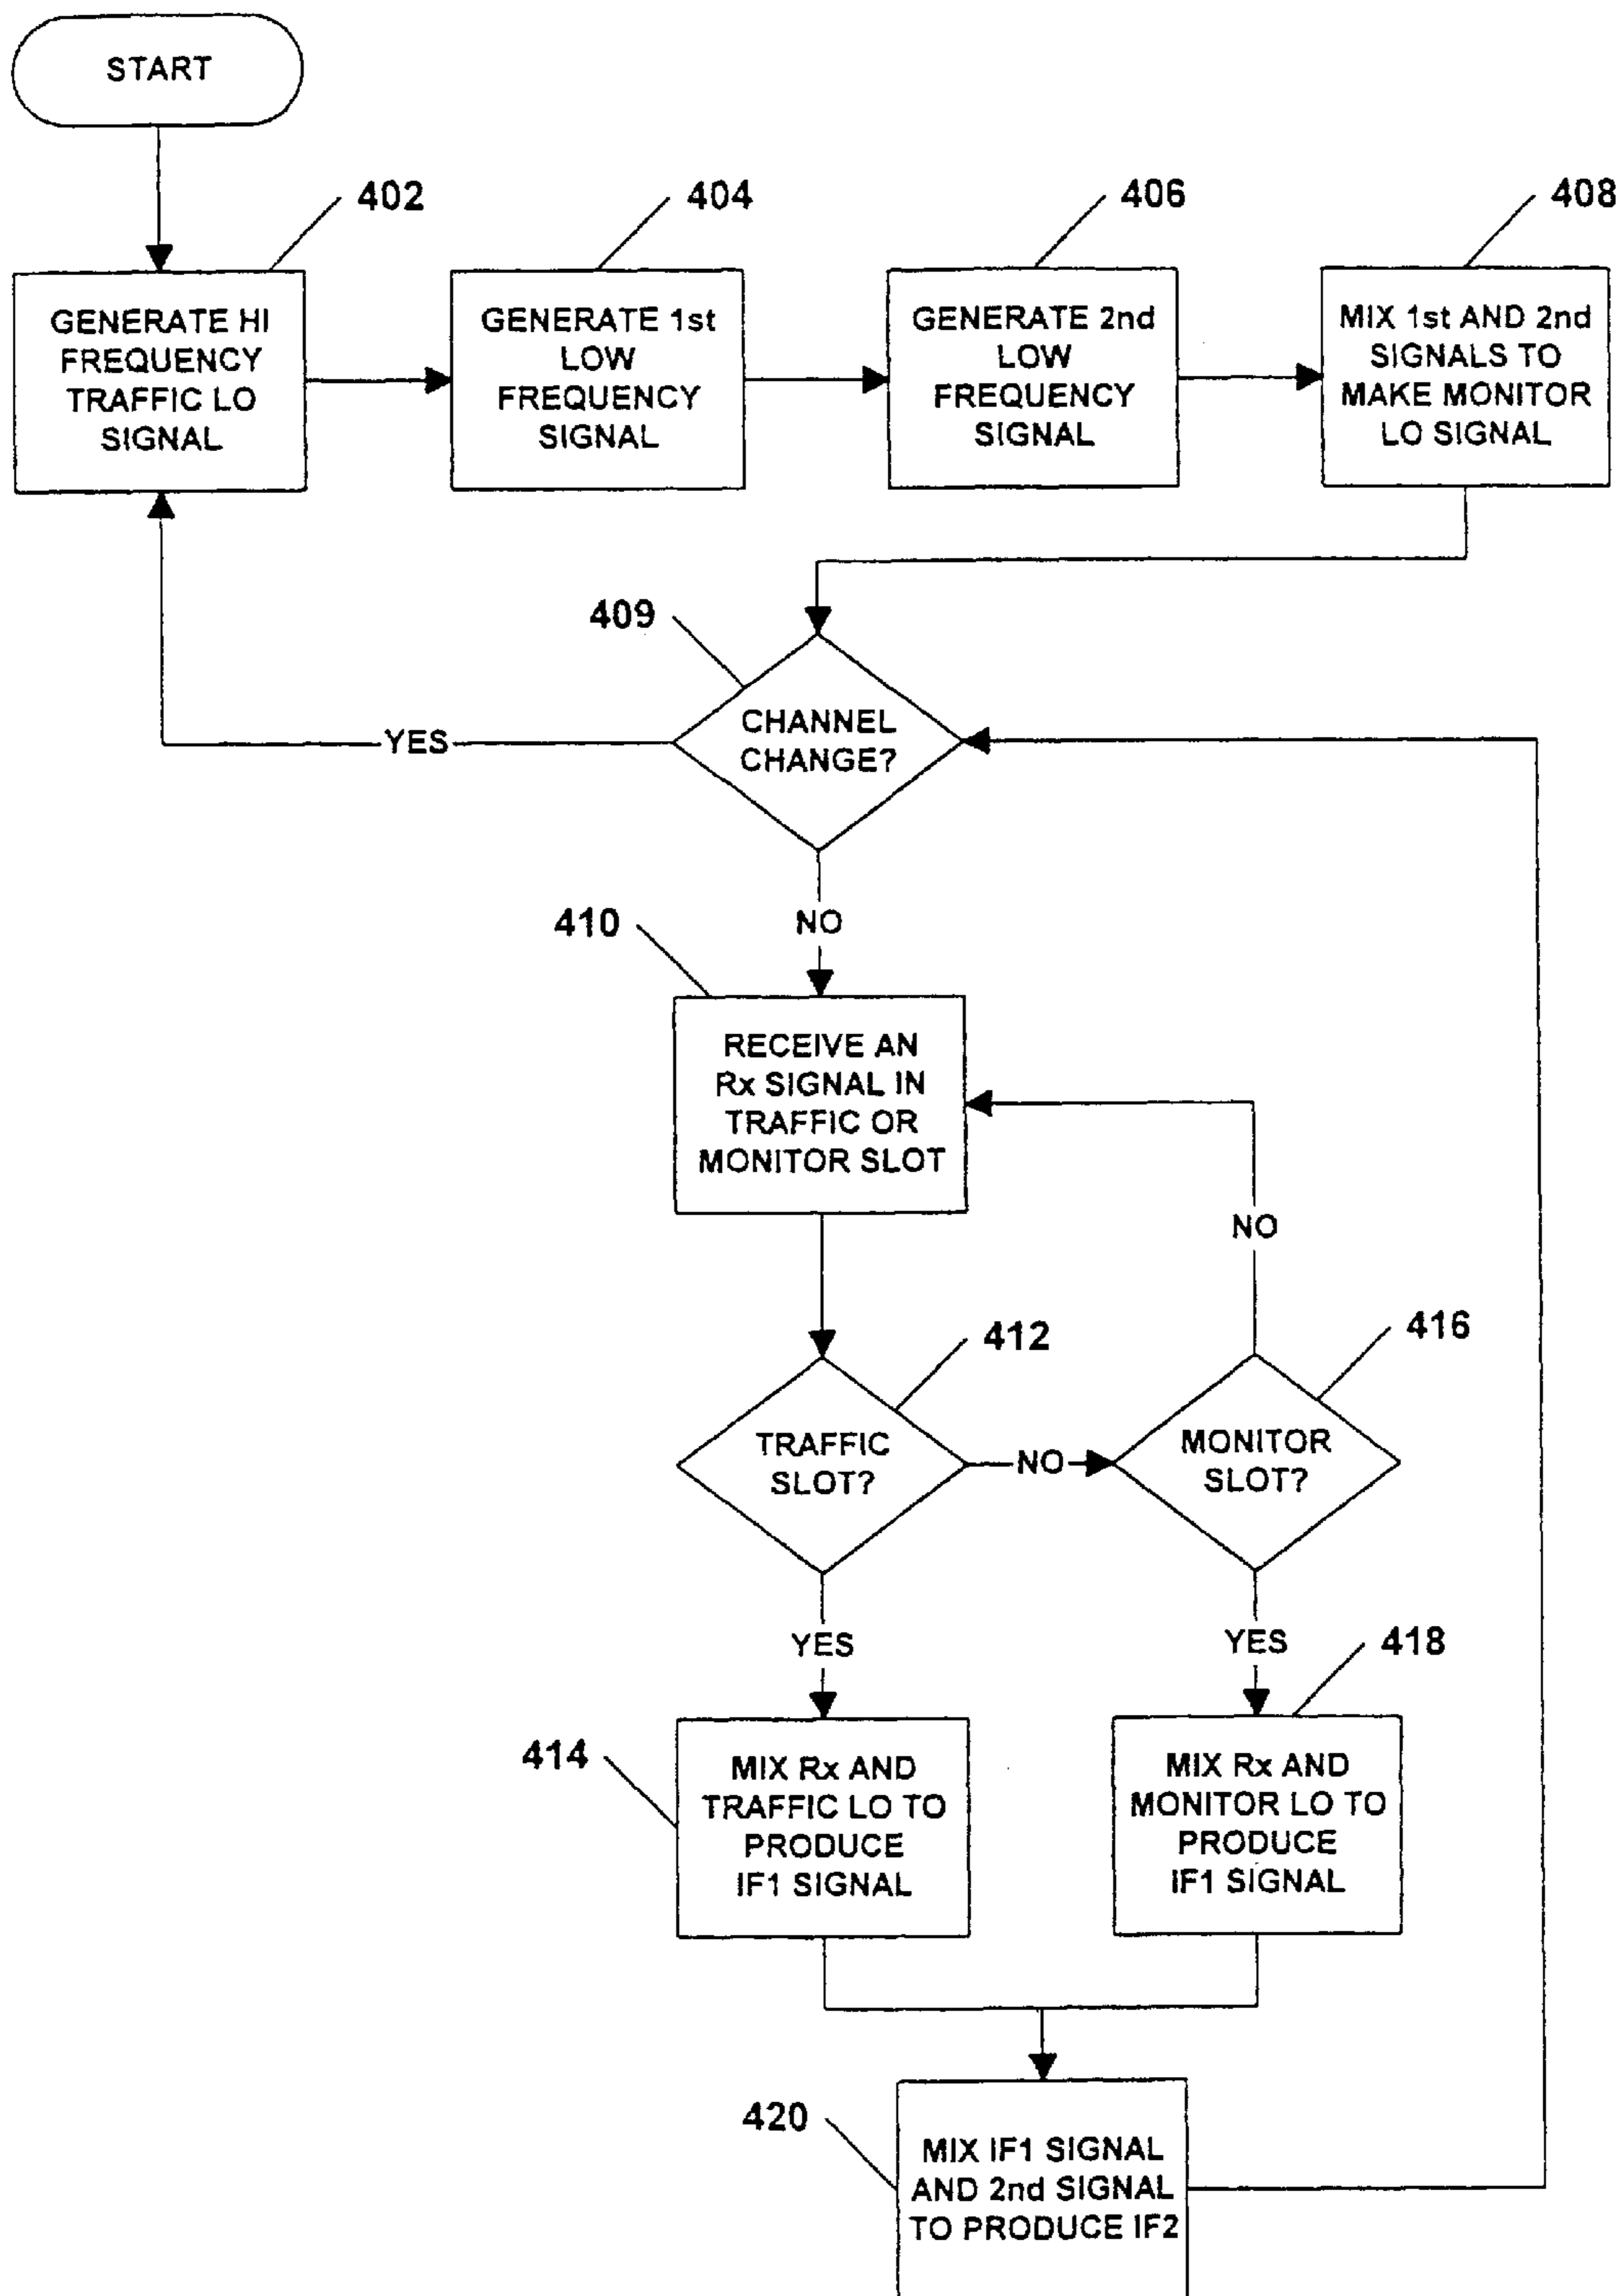 START
402
404
406
408
GENERATE HI
FREQUENCY
TRAFFIC LO
SIGNAL
GENERATE 1st
LOW
FREQUENCY
SIGNAL
GENERATE 2nd
LOW
FREQUENCY
SIGNAL
MIX 1st AND 2nd
SIGNALS TO
MAKE MONITOR
LO SIGNAL
409
CHANNEL
CHANGE?
YES
NO
410
RECEIVE AN
Rx SIGNAL IN
TRAFFIC OR
MONITOR SLOT
NO
412
416
TRAFFIC
SLOT?
NO
MONITOR
SLOT?
YES
YES
418
414
MIX Rx AND
TRAFFIC LO TO
PRODUCE
IF1 SIGNAL
MIX Rx AND
MONITOR LO TO
PRODUCE
IF1 SIGNAL
420
MIX IF1 SIGNAL
AND 2nd SIGNAL
TO PRODUCE IF2